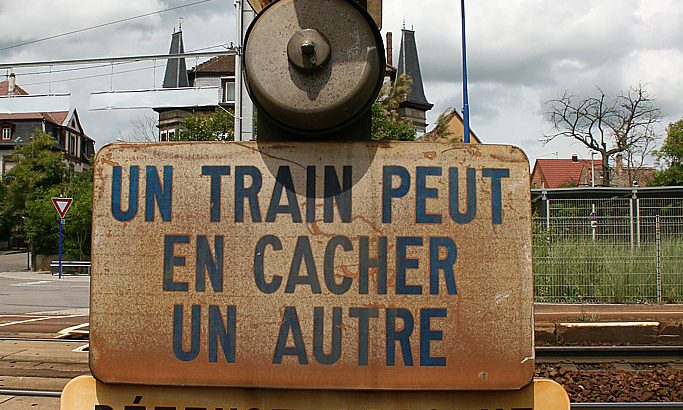 UN TRAIN PEUT
EN CACHER
UN AUTRE